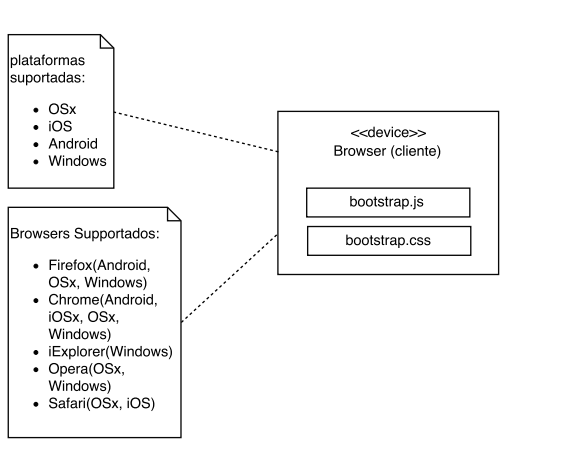 plataformas
suportadas:
• OSx
• iOS
• Android
• Windows
Browsers Supportados:
• Firefox(Android,
OSx, Windows)
• Chrome(Android,
iOSx, OSx,
Windows)
• iExplorer(Windows)
• Opera(OSx,
Windows)
• Safari(OSx, iOS)
<<device>>
Browser (cliente)
bootstrap.js
bootstrap.css